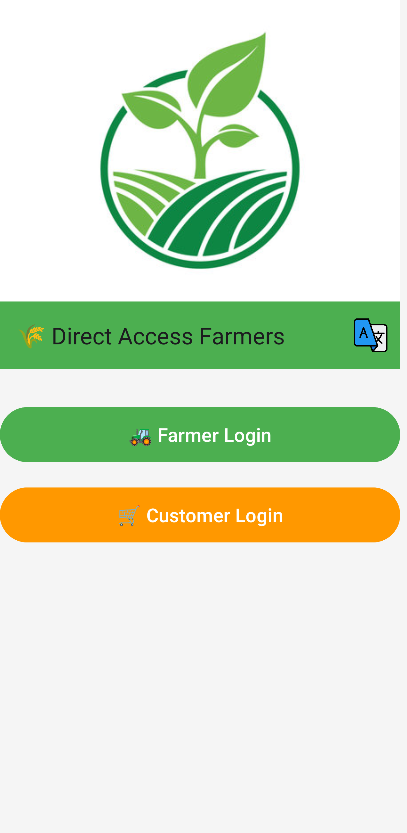 🌾 Direct Access Farmers
🚜 Farmer Login
🛒 Customer Login